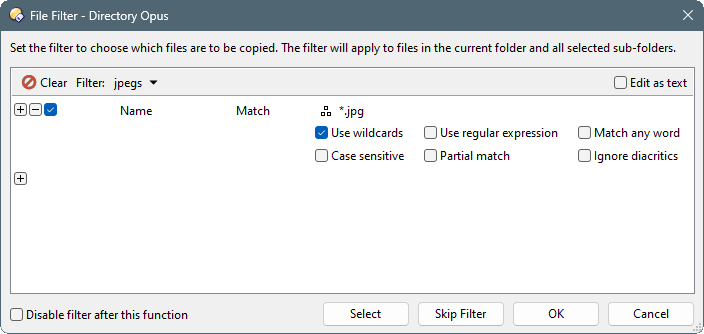 File Filter - Directory Opus
Set the filter to choose which files are to be copied. The filter will apply to files in the current folder and all selected sub-folders.
Clear Filter: jpegs Edit as text
Name Match *.jpg
Use wildcards Use regular expression Match any word
Case sensitive Partial match Ignore diacritics
Disable filter after this function Select Skip Filter OK Cancel